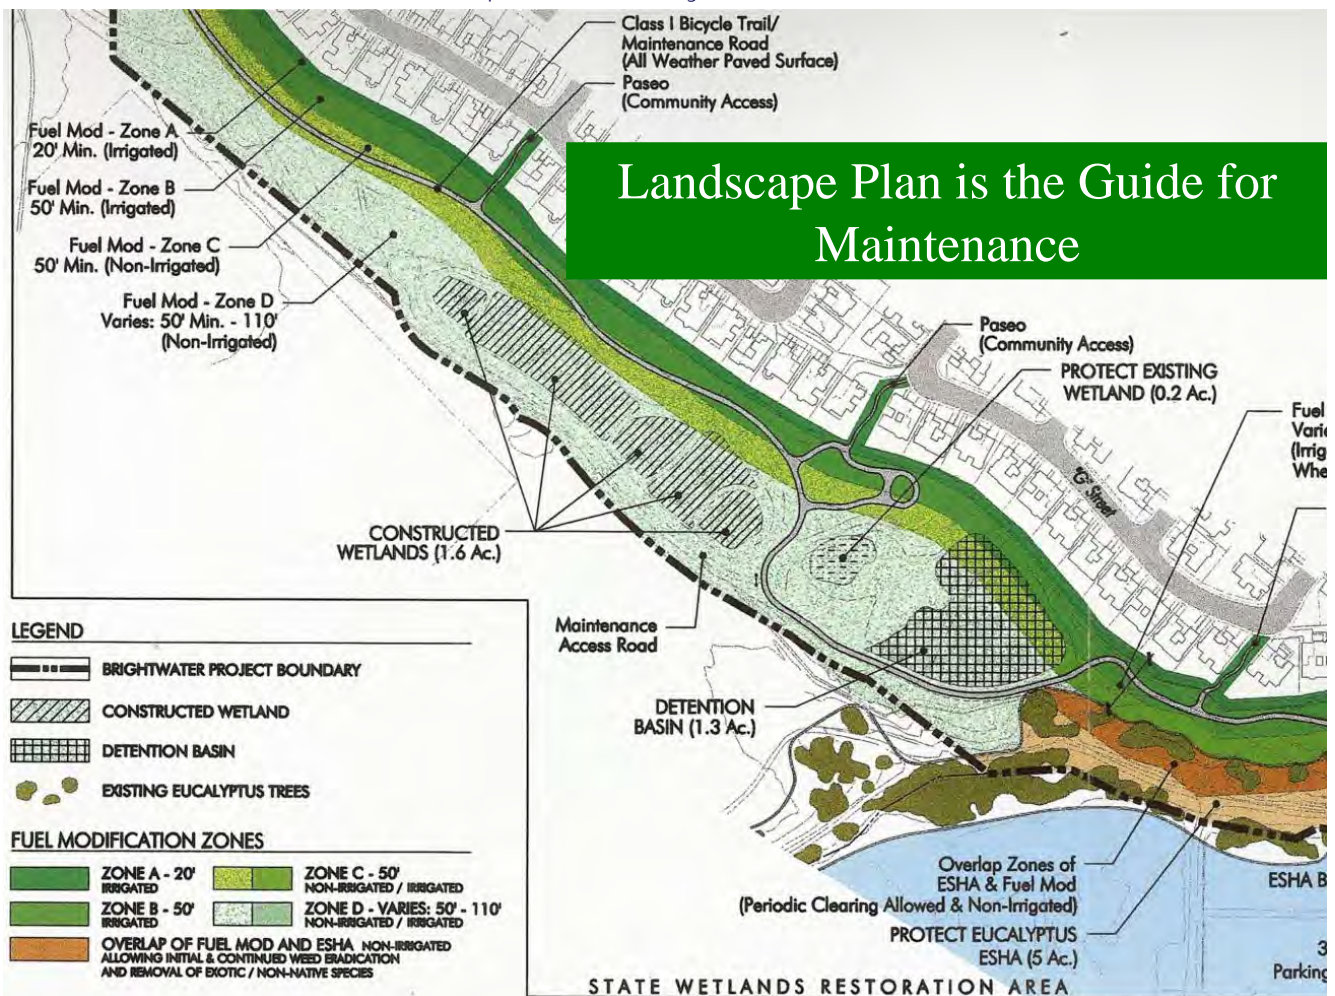 Class I Bicycle Trail/
Maintenance Road
(All Weather Paved Surface)
Paseo
(Community Access)
Fuel Mod - Zone A
20' Min. (Irrigated)
Fuel Mod - Zone B
50' Min. (Irrigated)
Fuel Mod - Zone C
50' Min. (Non-Irrigated)
Fuel Mod - Zone D
Varies: 50' Min. - 110'
(Non-Irrigated)
Landscape Plan is the Guide for
Maintenance
Paseo
(Community Access)
PROTECT EXISTING
WETLAND (0.2 Ac.)
Fuel
(Irrig
Whe
"G" Street
CONSTRUCTED
WETLANDS (1.6 Ac.)
Maintenance
Access Road
DETENTION
BASIN (1.3 Ac.)
LEGEND
BRIGHTWATER PROJECT BOUNDARY
CONSTRUCTED WETLAND
DETENTION BASIN
EXISTING EUCALYPTUS TREES
FUEL MODIFICATION ZONES
ZONE A - 20'
IRRIGATED
ZONE B - 50'
IRRIGATED
ZONE C - 50'
NON-IRRIGATED / IRRIGATED
ZONE D - VARIES: 50' - 110'
NON-IRRIGATED / IRRIGATED
OVERLAP OF FUEL MOD AND ESHA NON-IRRIGATED
ALLOWING INITIAL & CONTINUED WEED ERADICATION
AND REMOVAL OF EXOTIC / NON-NATIVE SPECIES
Overlap Zones of
ESHA & Fuel Mod
(Periodic Clearing Allowed & Non-Irrigated)
PROTECT EUCALYPTUS
ESHA (5 Ac.)
ESHA B
3
Parking
STATE WETLANDS RESTORATION AREA